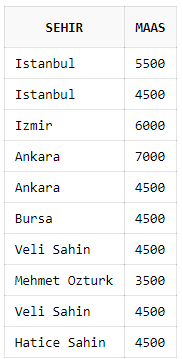 SEHIR MAAS
Istanbul 5500
Istanbul 4500
Izmir 6000
Ankara 7000
Ankara 4500
Bursa 4500
Veli Sahin 4500
Mehmet Ozturk 3500
Veli Sahin 4500
Hatice Sahin 4500